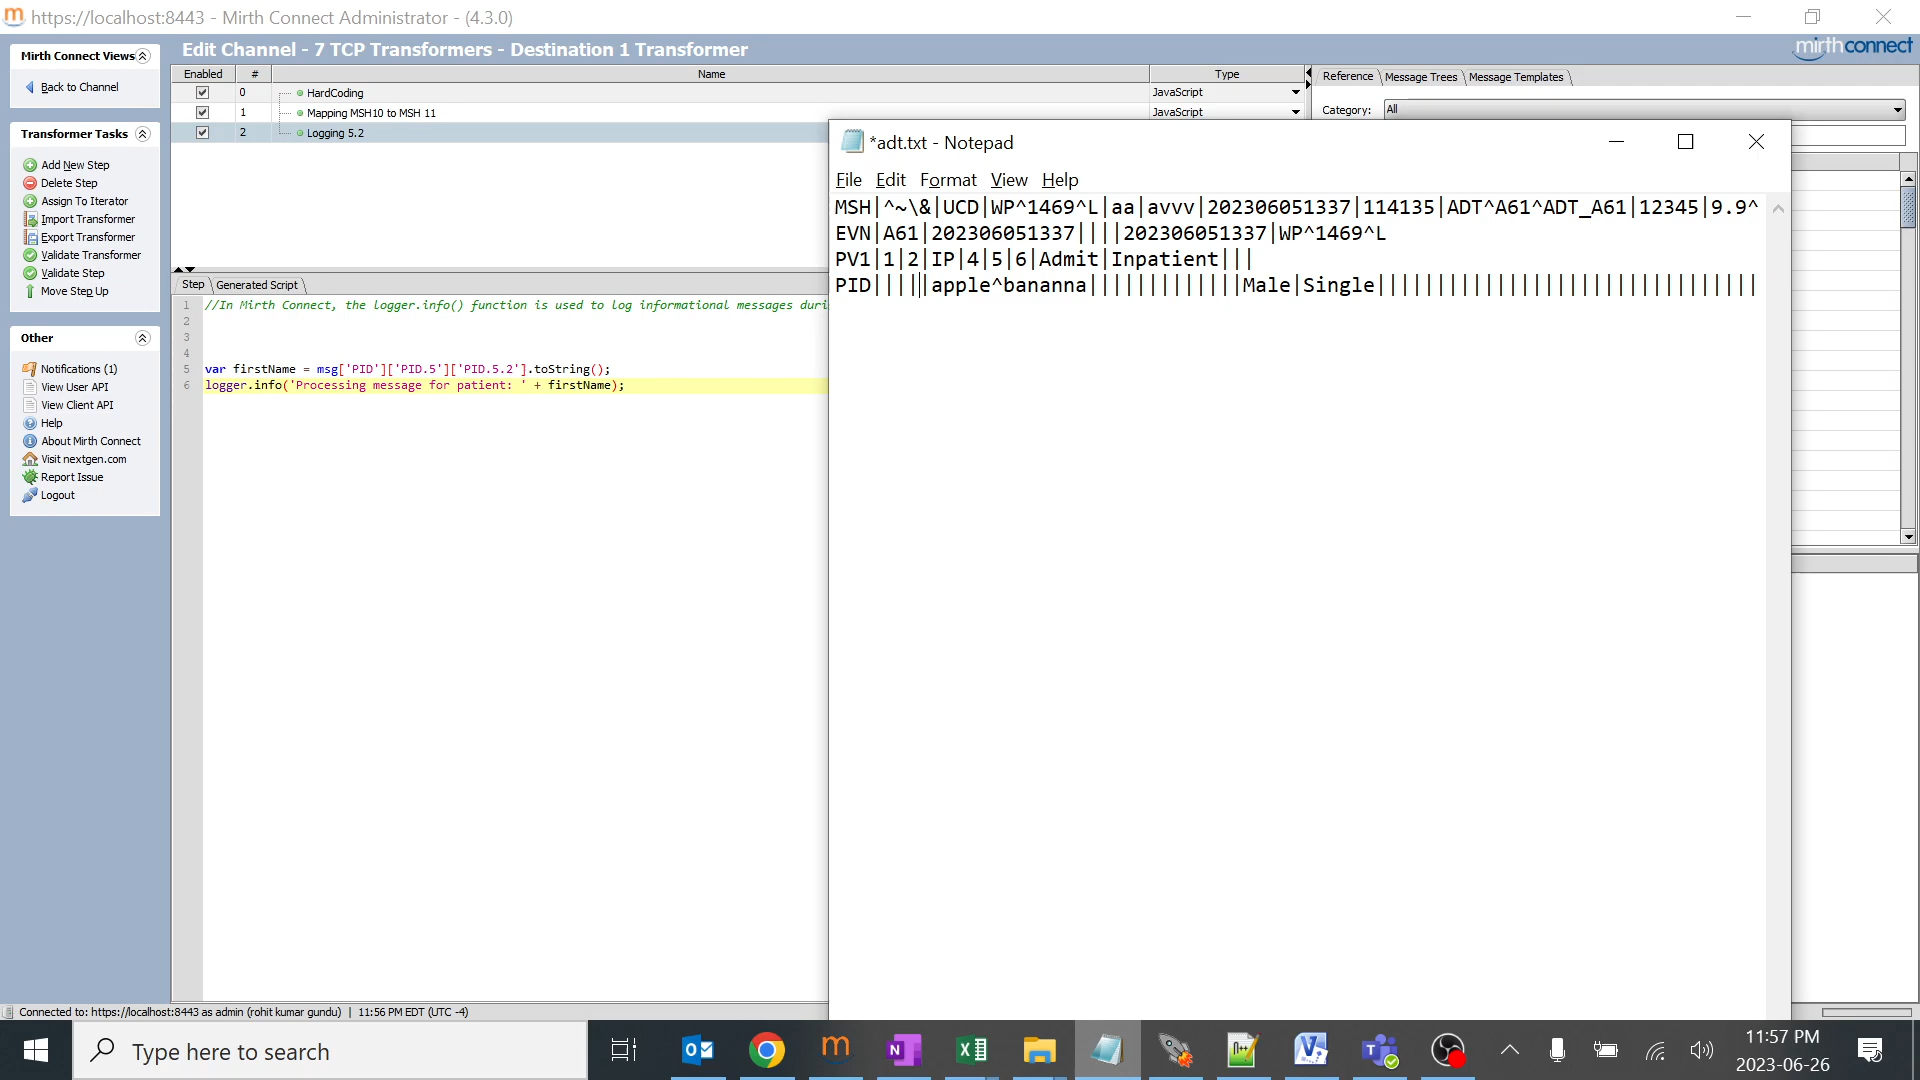 https://localhost:8443 - Mirth Connect Administrator - (4.3.0)
Mirth Connect Views
Back to Channel
Transformer Tasks
Add New Step
Delete Step
Assign To Iterator
Import Transformer
Export Transformer
Validate Transformer
Validate Step
Move Step Up
Other
Notifications (1)
View User API
View Client API
Help
About Mirth Connect
Visit nextgen.com
Report Issue
Logout
Edit Channel - 7 TCP Transformers - Destination 1 Transformer
mirthconnect
Enabled # Name Type
0 HardCoding JavaScript
1 Mapping MSH10 to MSH 11 JavaScript
2 Logging 5.2
Reference Message Trees Message Templates
Category: All
Step Generated Script
1 //In Mirth Connect, the logger.info() function is used to log informational messages duri
2
3
4
5 var firstName = msg['PID']['PID.5']['PID.5.2'].toString();
6 logger.info('Processing message for patient: ' + firstName);
*adt.txt - Notepad
File Edit Format View Help
MSH|^~\&|UCD|WP^1469^L|aa|avvv|202306051337|114135|ADT^A61^ADT_A61|12345|9.9^
EVN|A61|202306051337||||202306051337|WP^1469^L
PV1|1|2|IP|4|5|6|Admit|Inpatient|||
PID|||||apple^bananna|||||||||||||Male|Single||||||||||||||||||||||||||||||||
Connected to: https://localhost:8443 as admin (rohit kumar gundu) | 11:56 PM EDT (UTC -4)
Type here to search
11:57 PM
2023-06-26